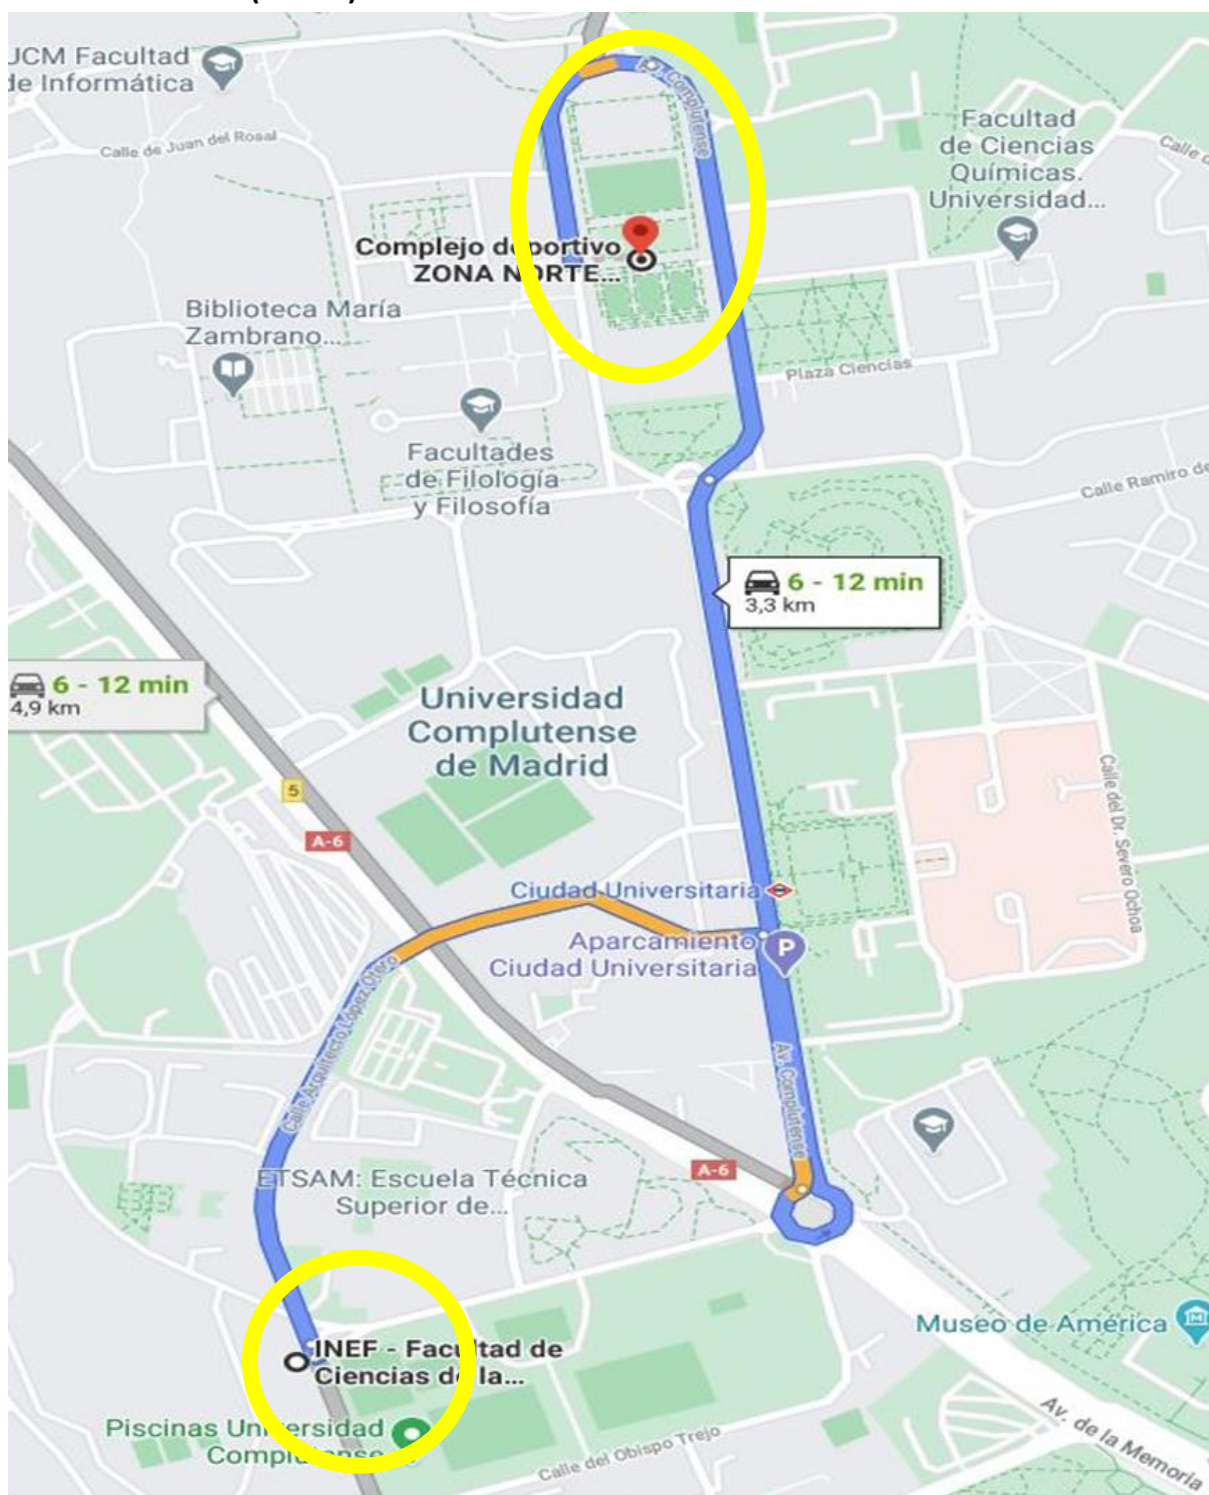 UCM Facultad
de Informática
Calle de Juan del Rosal
Av. Complutense
Facultad
de Ciencias
Químicas.
Universidad...
Complejo deportivo
ZONA NORTE...
Biblioteca María
Zambrano...
Plaza Ciencias
Facultades
de Filología
y Filosofía
Calle Ramiro de
6 - 12 min
3,3 km
6 - 12 min
4,9 km
Universidad
Complutense
de Madrid
5
A-6
Calle del Dr. Severo Ochoa
Ciudad Universitaria
Aparcamiento
Ciudad Universitaria
P
Calle Arquitecto López Otero
Av. Complutense
A-6
ETSAM: Escuela Técnica
Superior de...
INEF - Facultad de
Ciencias de la...
Museo de América
Piscinas Universidad
Complutense
Calle del Obispo Trejo
Av. de la Memoria